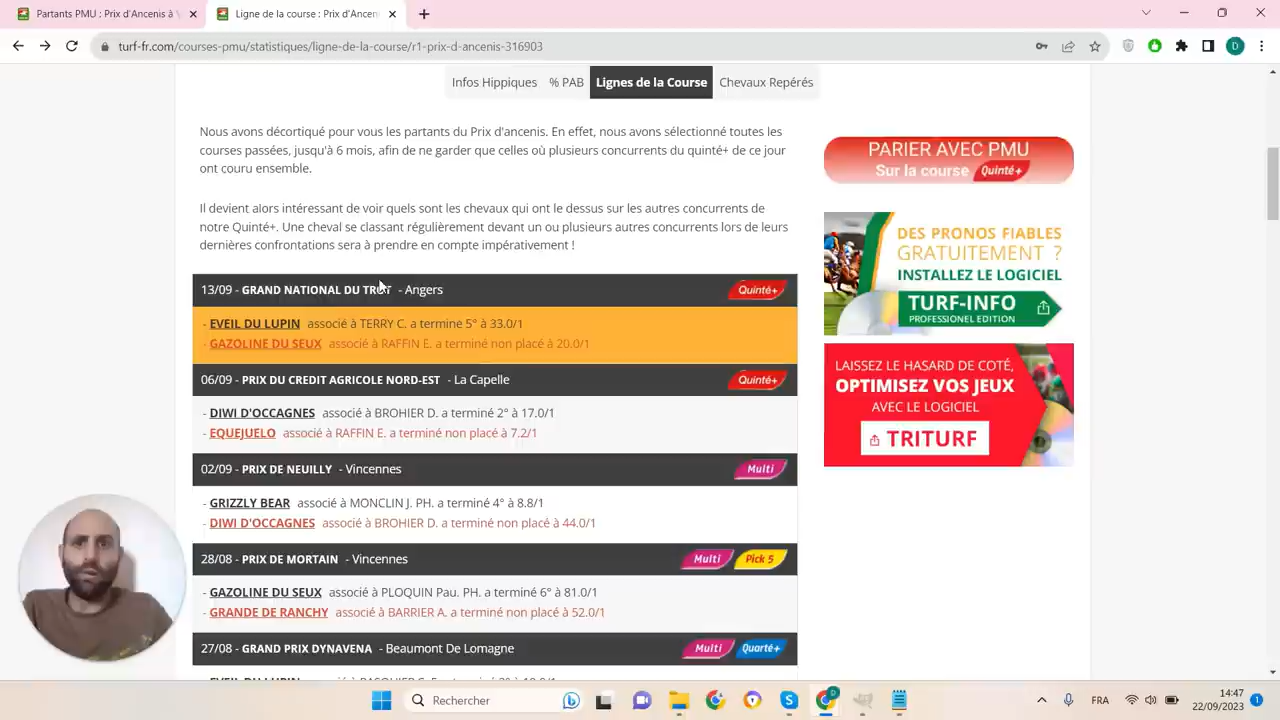 Partants PMU : Prix d'Ancenis à V
Ligne de la course : Prix d'Ancen
turf-fr.com/courses-pmu/statistiques/ligne-de-la-course/r1-prix-d-ancenis-316903
D
Infos Hippiques % PAB Lignes de la Course Chevaux Repérés
Nous avons décortiqué pour vous les partants du Prix d'ancenis. En effet, nous avons sélectionné toutes les
courses passées, jusqu'à 6 mois, afin de ne garder que celles où plusieurs concurrents du quinté+ de ce jour
ont couru ensemble.
Il devient alors intéressant de voir quels sont les chevaux qui ont le dessus sur les autres concurrents de
notre Quinté+. Une cheval se classant régulièrement devant un ou plusieurs autres concurrents lors de leurs
dernières confrontations sera à prendre en compte impérativement !
13/09 - GRAND NATIONAL DU TROT - Angers Quinté+
- EVEIL DU LUPIN associé à TERRY C. a terminé 5° à 33.0/1
- GAZOLINE DU SEUX associé à RAFFIN E. a terminé non placé à 20.0/1
06/09 - PRIX DU CREDIT AGRICOLE NORD-EST - La Capelle Quinté+
- DIWI D'OCCAGNES associé à BROHIER D. a terminé 2° à 17.0/1
- EQUEJUELO associé à RAFFIN E. a terminé non placé à 7.2/1
02/09 - PRIX DE NEUILLY - Vincennes Multi
- GRIZZLY BEAR associé à MONCLIN J. PH. a terminé 4° à 8.8/1
- DIWI D'OCCAGNES associé à BROHIER D. a terminé non placé à 44.0/1
28/08 - PRIX DE MORTAIN - Vincennes Multi Pick 5
- GAZOLINE DU SEUX associé à PLOQUIN Pau. PH. a terminé 6° à 81.0/1
- GRANDE DE RANCHY associé à BARRIER A. a terminé non placé à 52.0/1
27/08 - GRAND PRIX DYNAVENA - Beaumont De Lomagne Multi Quarté+
PARIER AVEC PMU
Sur la course Quinté+
DES PRONOS FIABLES
GRATUITEMENT ?
INSTALLEZ LE LOGICIEL
TURF-INFO
PROFESSIONEL EDITION
LAISSEZ LE HASARD DE COTÉ,
OPTIMISEZ VOS JEUX
AVEC LE LOGICIEL
TRITURF
Rechercher
FRA
14:47
22/09/2023
1